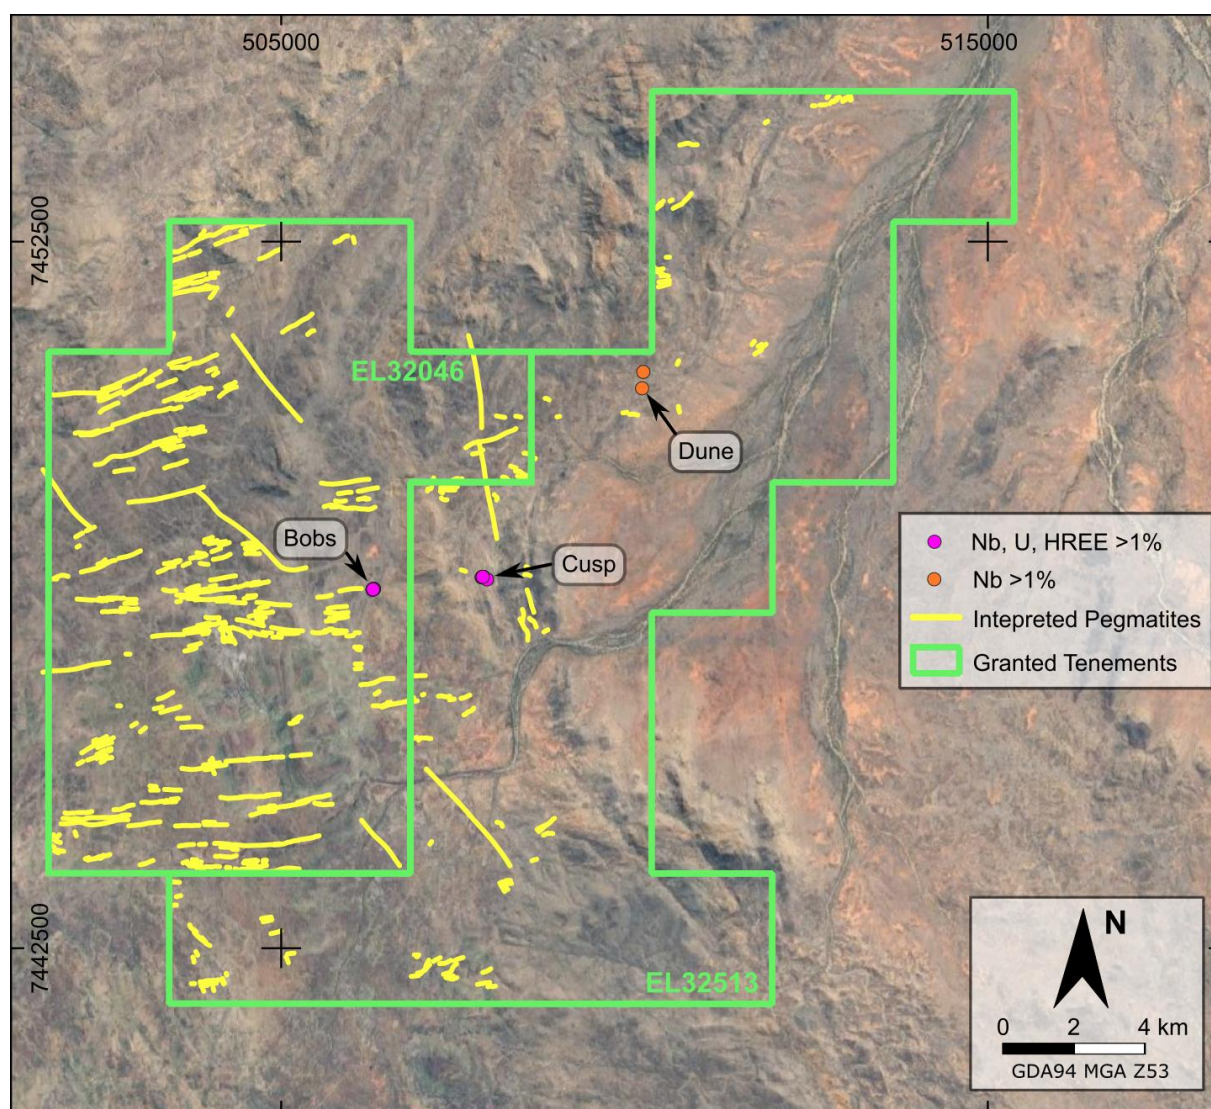 505000
515000
7452500
EL32046
Dune
Bobs
Cusp
Nb, U, HREE >1%
Nb >1%
Intepreted Pegmatites
Granted Tenements
7442500
EL32513
N
0 2 4 km
GDA94 MGA Z53